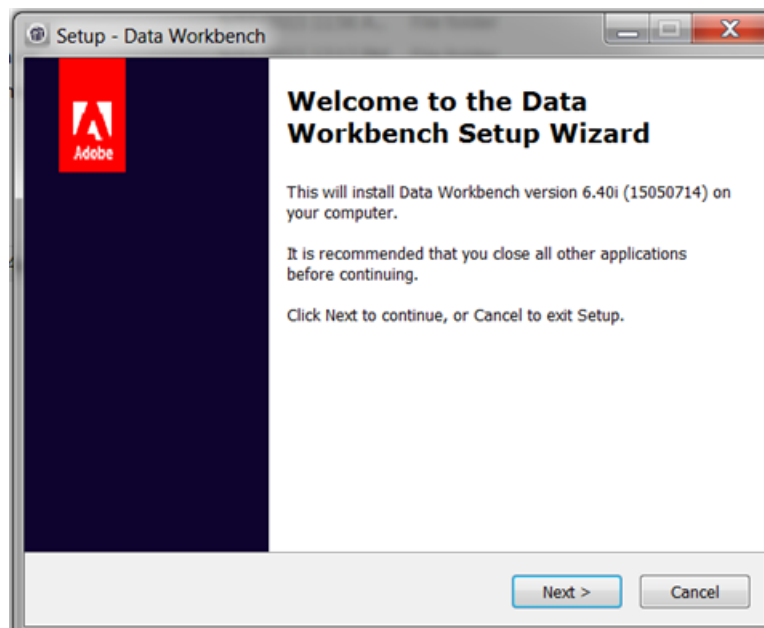 Setup - Data Workbench
Adobe
Welcome to the Data
Workbench Setup Wizard
This will install Data Workbench version 6.40i (15050714) on
your computer.
It is recommended that you close all other applications
before continuing.
Click Next to continue, or Cancel to exit Setup.
Next >
Cancel